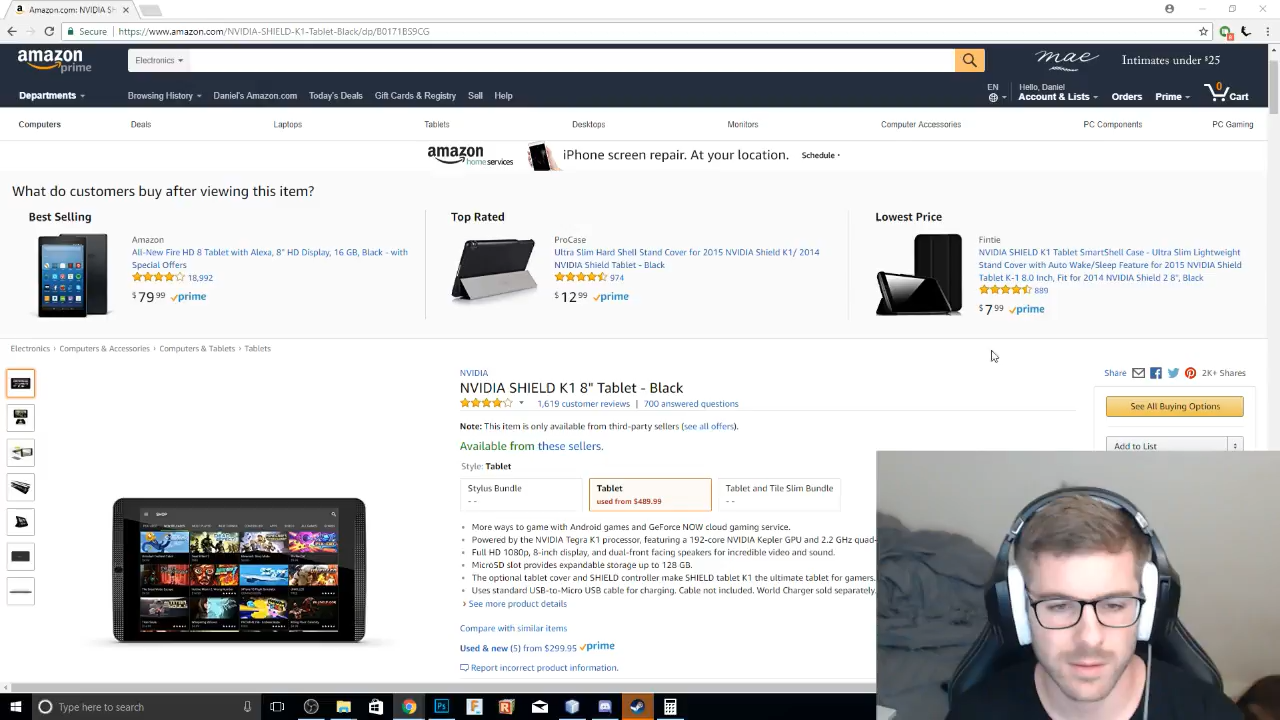 Amazon.com: NVIDIA SH
Secure
https://www.amazon.com/NVIDIA-SHIELD-K1-Tablet-Black/dp/B0171BS9CG
amazon
prime
Electronics
mae
Intimates under $25
Departments
Browsing History
Daniel's Amazon.com
Today's Deals
Gift Cards & Registry
Sell
Help
EN
Hello, Daniel
Account & Lists
Orders
Prime
0
Cart
Computers
Deals
Laptops
Tablets
Desktops
Monitors
Computer Accessories
PC Components
PC Gaming
amazon
homeservices
iPhone screen repair. At your location.
Schedule
What do customers buy after viewing this item?
Best Selling
Amazon
All-New Fire HD 8 Tablet with Alexa, 8" HD Display, 16 GB, Black - with
Special Offers
18,992
$79.99 prime
Top Rated
ProCase
Ultra Slim Hard Shell Stand Cover for 2015 NVIDIA Shield K1/ 2014
NVIDIA Shield Tablet - Black
974
$12.99 prime
Lowest Price
Fintie
NVIDIA SHIELD K1 Tablet SmartShell Case - Ultra Slim Lightweight
Stand Cover with Auto Wake/Sleep Feature for 2015 NVIDIA Shield
Tablet K-1 8.0 Inch, Fit for 2014 NVIDIA Shield 2 8", Black
889
$7.99 prime
Electronics › Computers & Accessories › Computers & Tablets › Tablets
NVIDIA
NVIDIA SHIELD K1 8" Tablet - Black
1,619 customer reviews | 700 answered questions
Note: This item is only available from third-party sellers (see all offers).
Available from these sellers.
Style: Tablet
Stylus Bundle
- -
Tablet
used from $489.99
Tablet and Tile Slim Bundle
- -
More ways to game with Android games and GeForce NOW cloud gaming service.
Powered by the NVIDIA Tegra K1 processor, featuring a 192-core NVIDIA Kepler GPU and 2.2 GHz quad-
Full HD 1080p, 8-inch display, and dual-front facing speakers for incredible video and sound.
MicroSD slot provides expandable storage up to 128 GB.
The optional tablet cover and SHIELD controller make SHIELD tablet K1 the ultimate tablet for gamers.
Uses standard USB-to-Micro USB cable for charging. Cable not included. World Charger sold separately.
› See more product details
Compare with similar items
Used & new (5) from $299.95 prime
Report incorrect product information.
Share
2K+ Shares
See All Buying Options
Add to List
SHOP
Type here to search